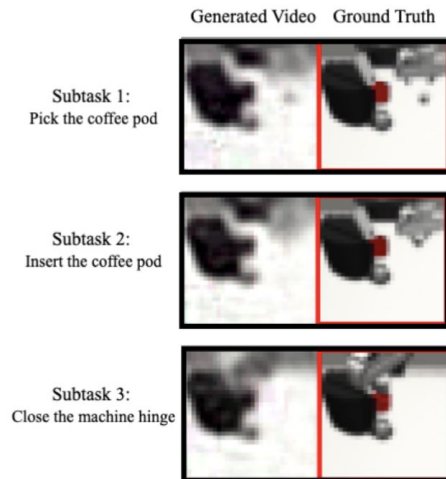 Generated Video Ground Truth
Subtask 1:
Pick the coffee pod
Subtask 2:
Insert the coffee pod
Subtask 3:
Close the machine hinge